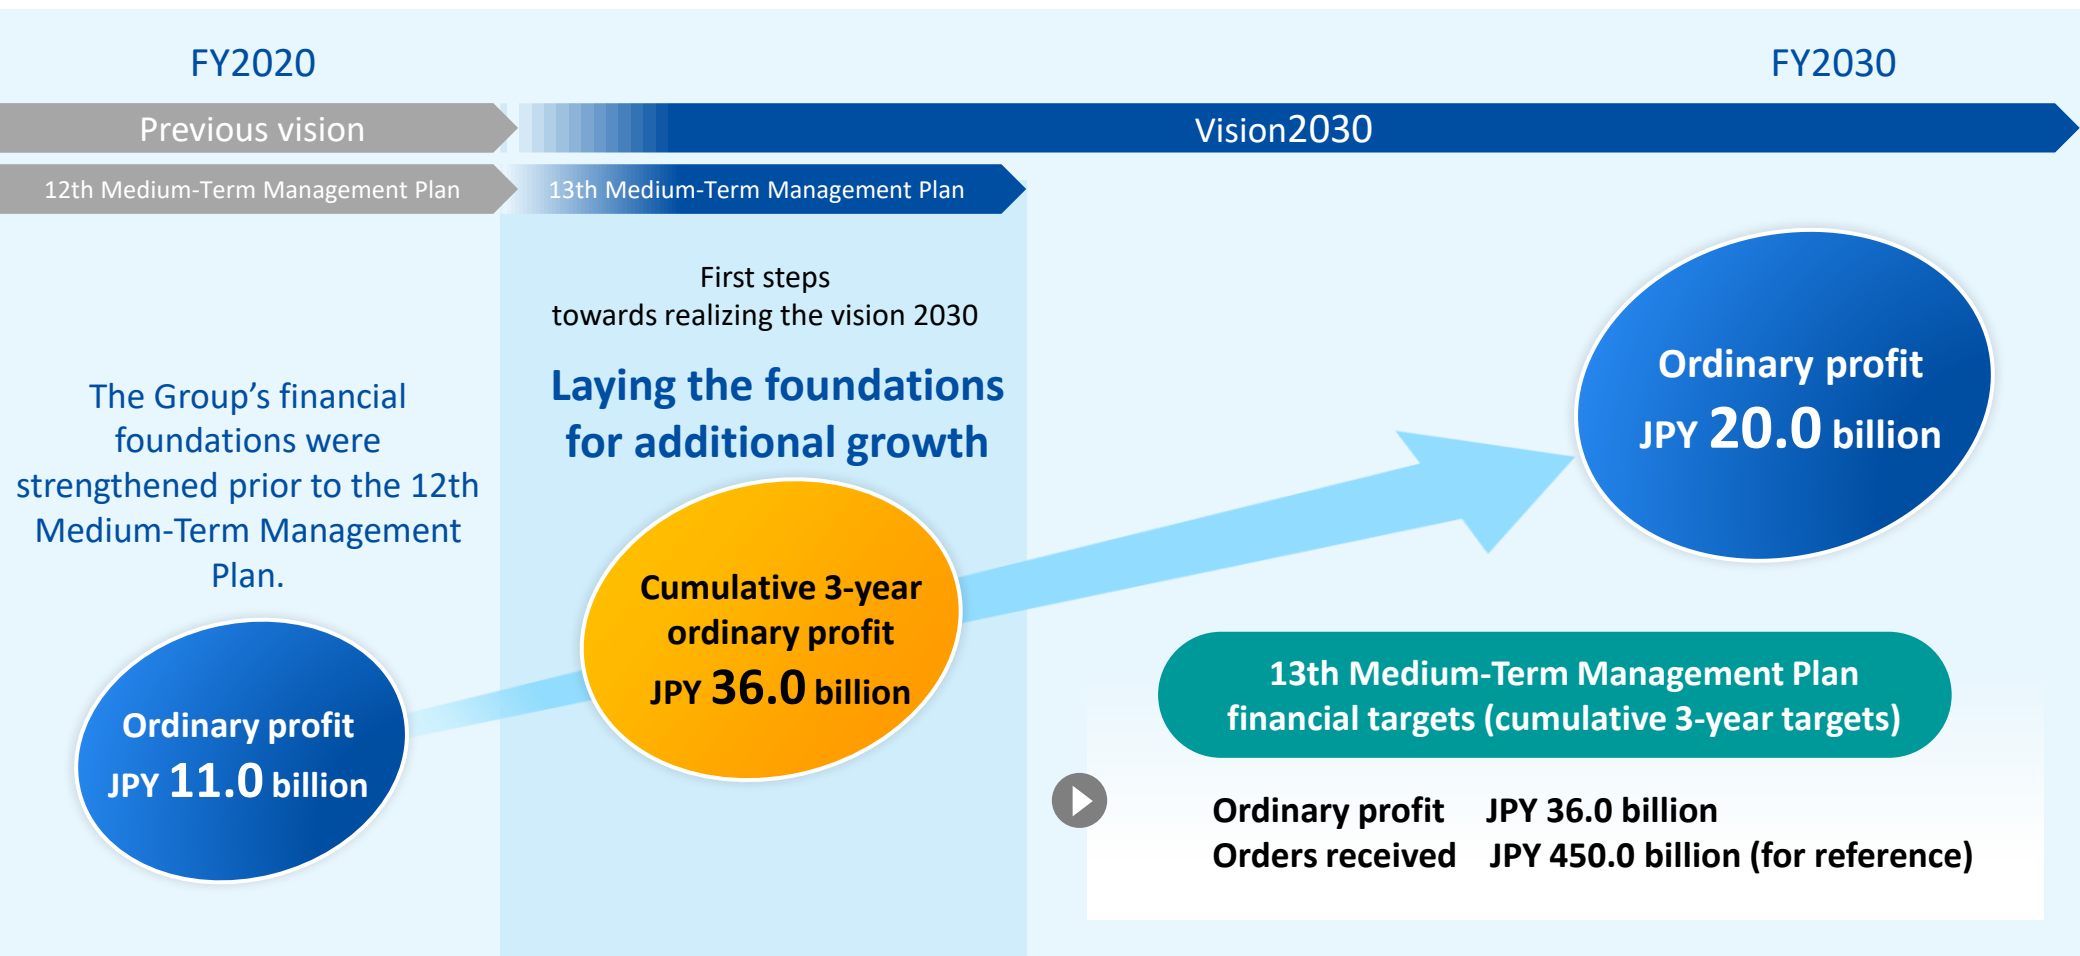 FY2020
FY2030
Previous vision
Vision2030
12th Medium-Term Management Plan
13th Medium-Term Management Plan
The Group’s financial
foundations were
strengthened prior to the 12th
Medium-Term Management
Plan.
Ordinary profit
JPY 11.0 billion
First steps
towards realizing the vision 2030
Laying the foundations
for additional growth
Cumulative 3-year
ordinary profit
JPY 36.0 billion
Ordinary profit
JPY 20.0 billion
13th Medium-Term Management Plan
financial targets (cumulative 3-year targets)
Ordinary profit JPY 36.0 billion
Orders received JPY 450.0 billion (for reference)